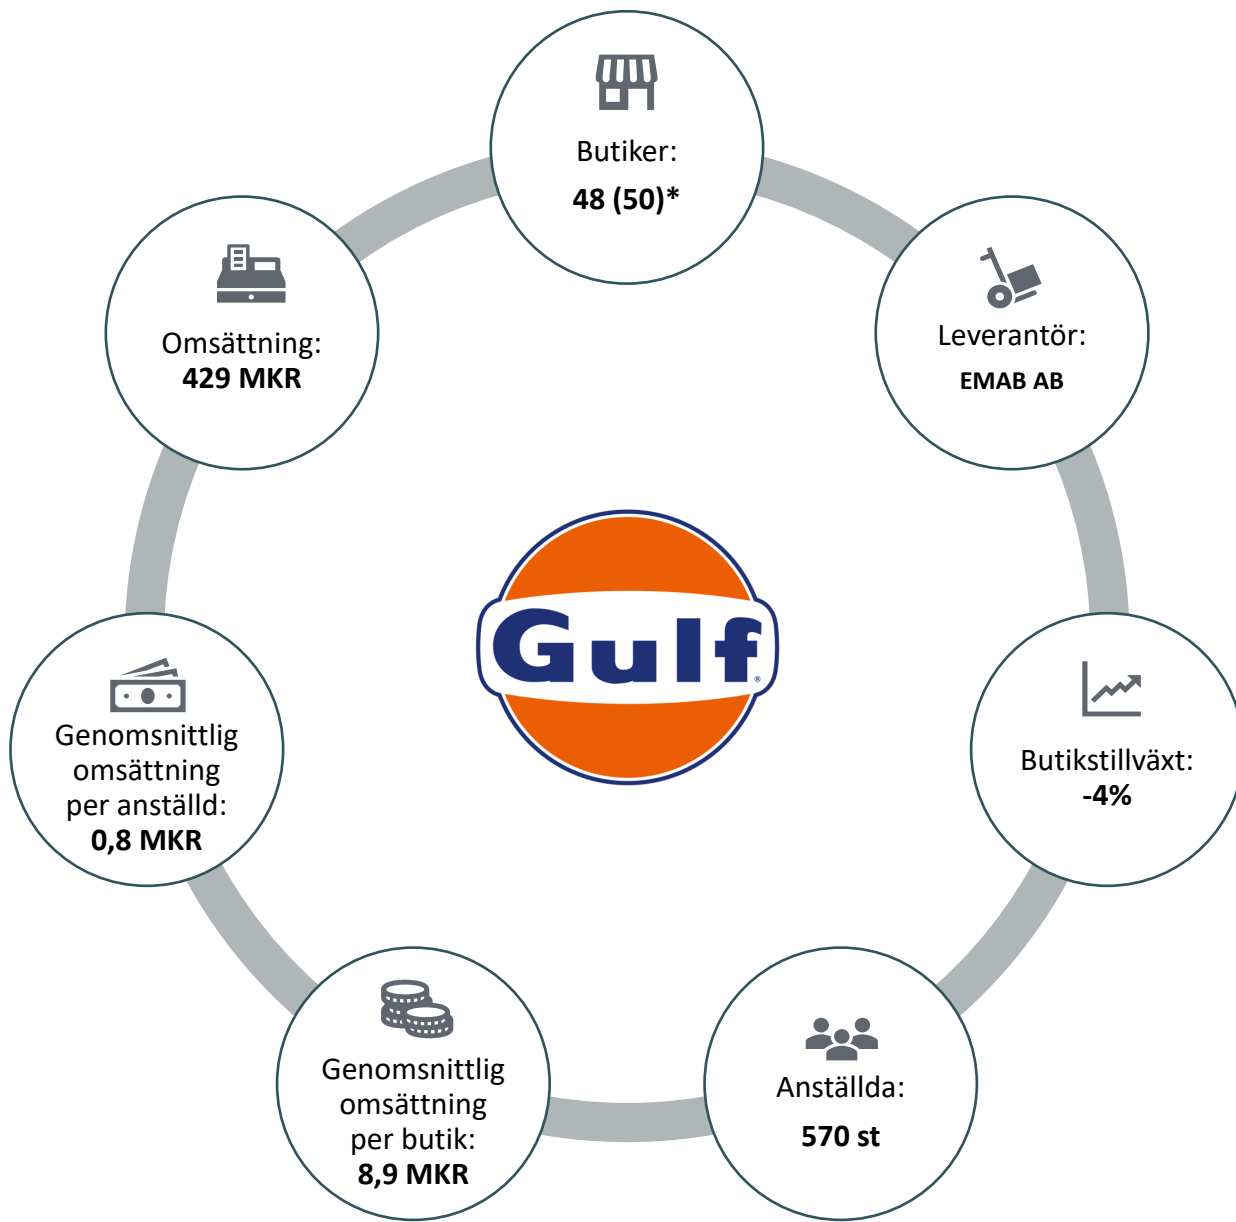 Butiker:
48 (50)*
Leverantör:
EMAB AB
Butikstillväxt:
-4%
Anställda:
570 st
Genomsnittlig
omsättning
per butik:
8,9 MKR
Genomsnittlig
omsättning
per anställd:
0,8 MKR
Omsättning:
429 MKR
Gulf®